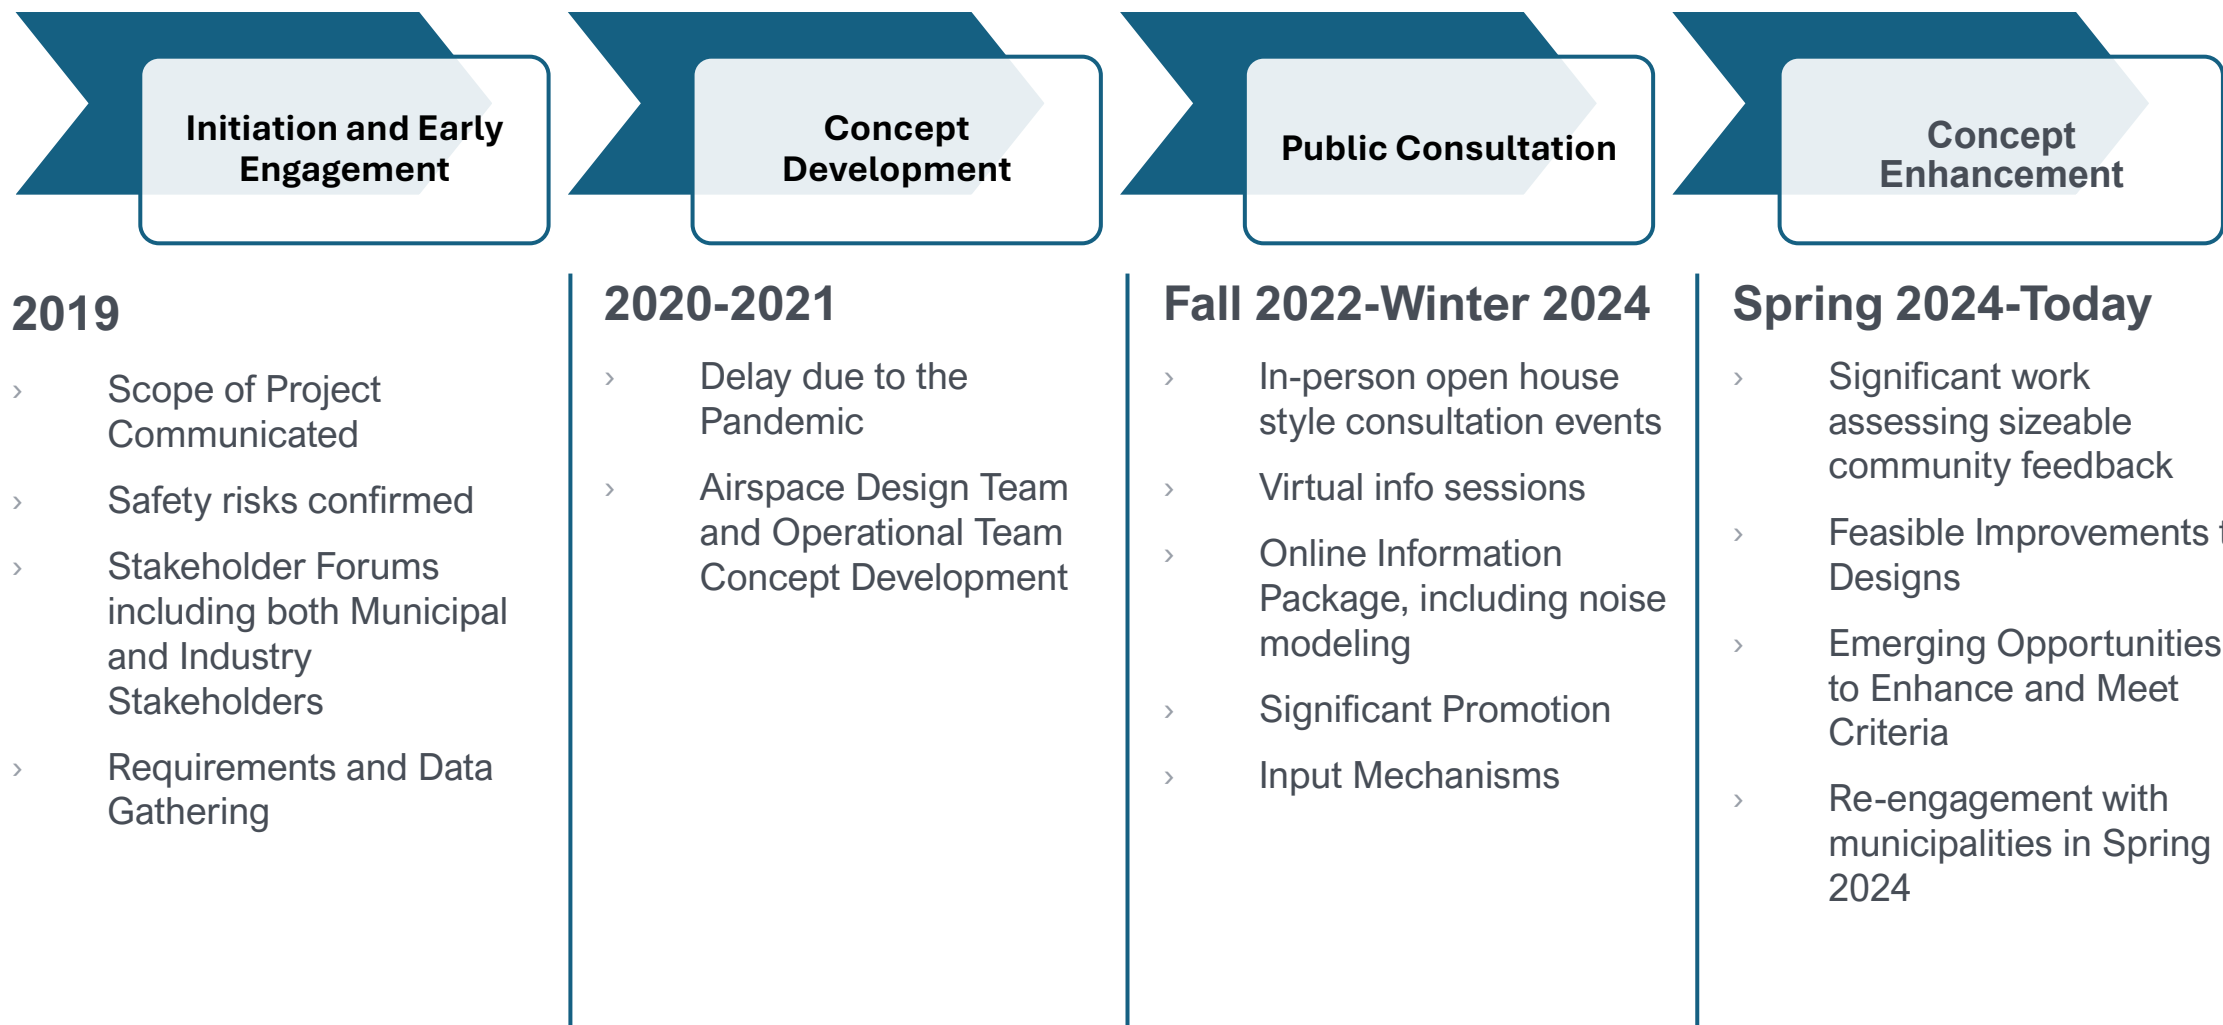 Initiation and Early
Engagement
Concept
Development
Public Consultation
Concept
Enhancement
2019
› Scope of Project
Communicated
› Safety risks confirmed
› Stakeholder Forums
including both Municipal
and Industry
Stakeholders
› Requirements and Data
Gathering
2020-2021
› Delay due to the
Pandemic
› Airspace Design Team
and Operational Team
Concept Development
Fall 2022-Winter 2024
› In-person open house
style consultation events
› Virtual info sessions
› Online Information
Package, including noise
modeling
› Significant Promotion
› Input Mechanisms
Spring 2024-Today
› Significant work
assessing sizeable
community feedback
› Feasible Improvements
Designs
› Emerging Opportunities
to Enhance and Meet
Criteria
› Re-engagement with
municipalities in Spring
2024